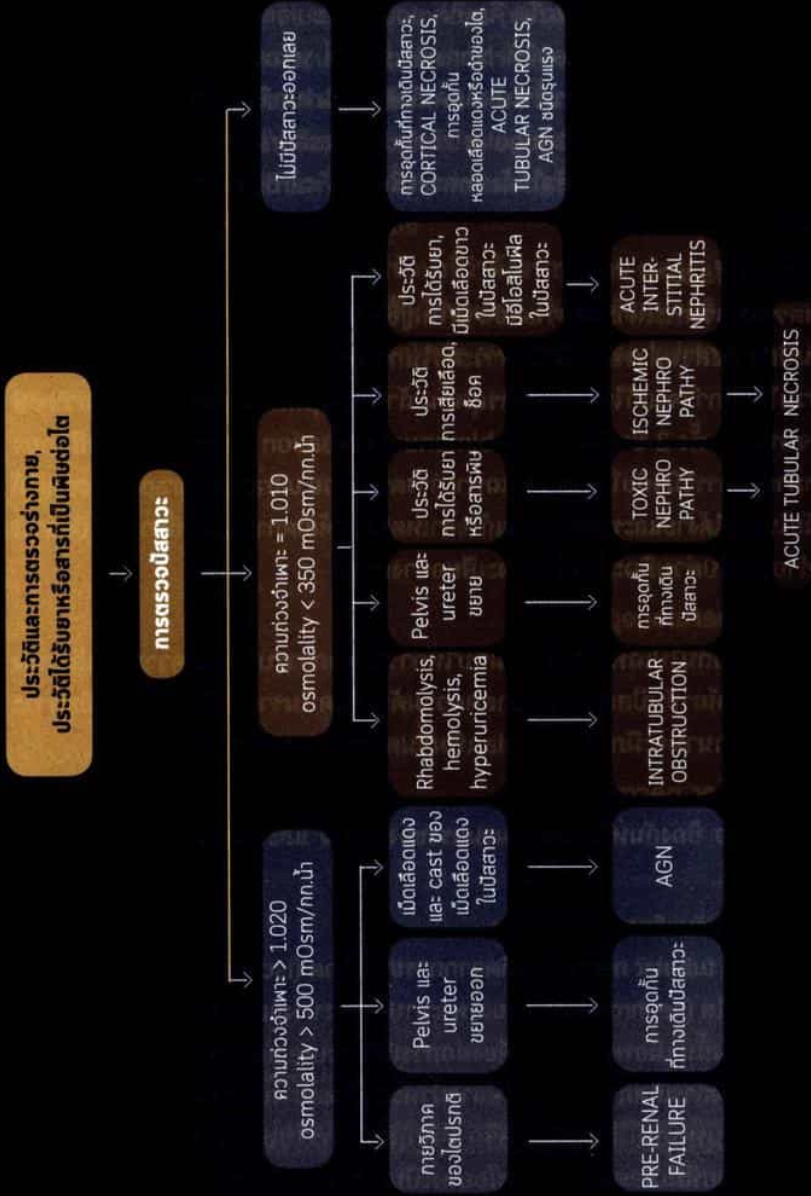 ประวัติและการตรวจร่างกาย,
ประวัติได้รับยาหรือสารที่เป็นพิษต่อไต
การตรวจปัสสาวะ
ความถ่วงจำเพาะ > 1.020
osmolality > 500 mOsm/กก.น้ำ
ความถ่วงจำเพาะ = 1.010
osmolality < 350 mOsm/กก.น้ำ
ไม่มีปัสสาวะออกเลย
กายวิภาค
ของไตปรกติ
Pelvis และ
ureter
ขยายออก
เม็ดเลือดแดง
และ cast ของ
เม็ดเลือดแดง
ในปัสสาวะ
Rhabdomolysis,
hemolysis,
hyperuricemia
Pelvis และ
ureter
ขยาย
ประวัติ
การได้รับยา
หรือสารพิษ
ประวัติ
การเสียเลือด,
ช็อค
ประวัติ
การได้รับยา,
มีเม็ดเลือดขาว
ในปัสสาวะ
มีอีโอสิโนฟิล
ในปัสสาวะ
การอุดกั้นที่ทางเดินปัสสาวะ,
CORTICAL NECROSIS,
การอุดกั้น
หลอดเลือดแดงหรือดำของไต,
ACUTE
TUBULAR NECROSIS,
AGN ชนิดรุนแรง
PRE-RENAL
FAILURE
การอุดกั้น
ที่ทางเดินปัสสาวะ
AGN
INTRATUBULAR
OBSTRUCTION
การอุดกั้น
ที่ทางเดิน
ปัสสาวะ
TOXIC
NEPHRO
PATHY
ISCHEMIC
NEPHRO
PATHY
ACUTE
INTER-
STITIAL
NEPHRITIS
ACUTE TUBULAR NECROSIS